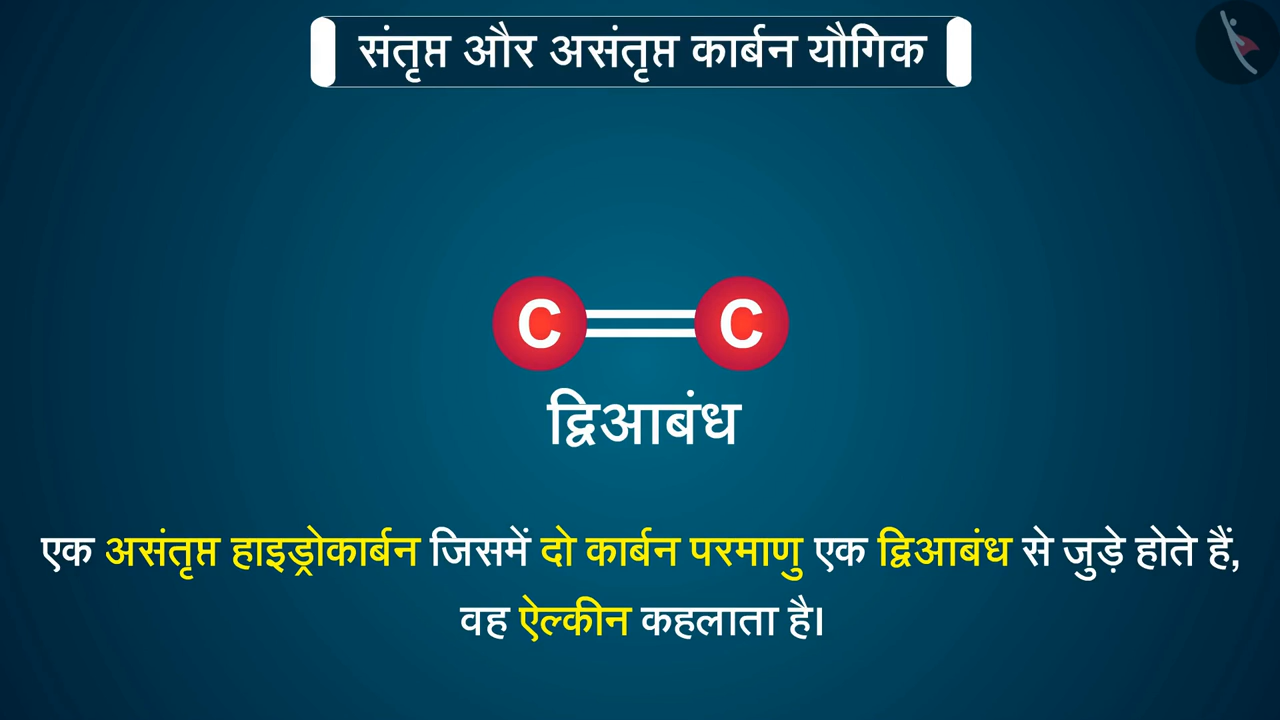 संतृप्त और असंतृप्त कार्बन यौगिक
C C
द्विआबंध
एक असंतृप्त हाइड्रोकार्बन जिसमें दो कार्बन परमाणु एक द्विआबंध से जुड़े होते हैं,
वह ऐल्कीन कहलाता है।